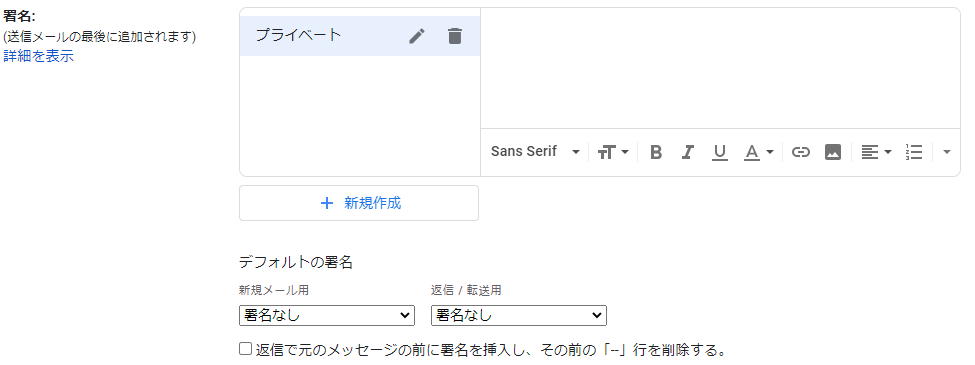 署名:
(送信メールの最後に追加されます)
詳細を表示
プライベート
Sans Serif
新規作成
デフォルトの署名
新規メール用
返信 / 転送用
署名なし
署名なし
返信で元のメッセージの前に署名を挿入し、その前の「--」行を削除する。